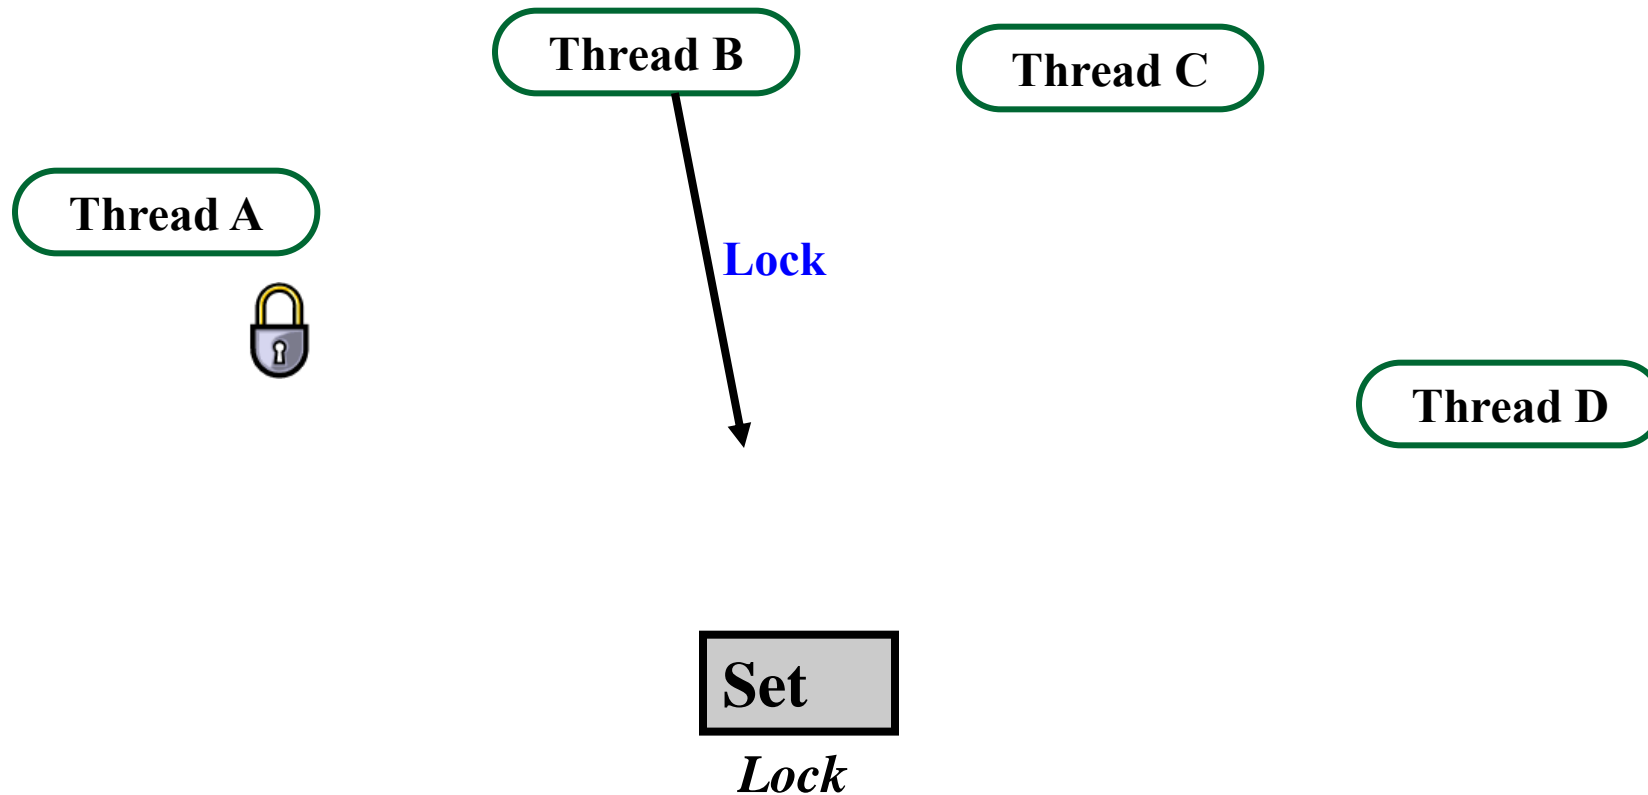 Thread B
Thread C
Thread A
Lock
Thread D
Set
Lock